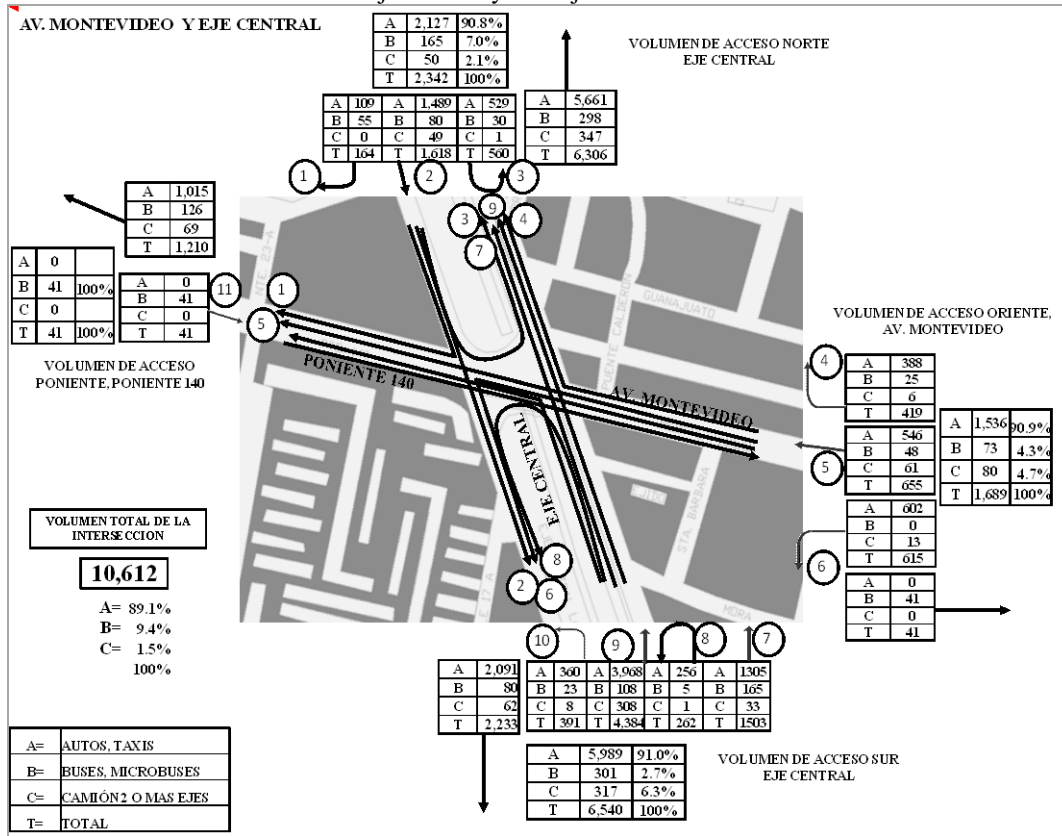 AV. MONTEVIDEO Y EJE CENTRAL
A 2,127 90.8%
B 165 7.0%
C 50 2.1%
T 2,342 100%
VOLUMEN DE ACCESO NORTE
EJE CENTRAL
A 109 A 1,489 A 529
B 55 B 80 B 30
C 0 C 49 C 1
T 164 T 1,618 T 560
A 5,661
B 298
C 347
T 6,306
1
2
3
A 1,015
B 126
C 69
T 1,210
3
9
4
7
A 0
B 41 100%
C 0
T 41 100%
A 0
B 41
C 0
T 41
11
1
5
NTE. 23-A
VOLUMEN DE ACCESO
PONIENTE, PONIENTE 140
PONIENTE 140
AV. MONTEVIDEO
EJE CENTRAL
PUENTE CALDERON
GUANAJUATO
STA. BARBARA
EJIDO
MORA
E 17-A
VOLUMEN DE ACCESO ORIENTE,
AV. MONTEVIDEO
4
A 388
B 25
C 6
T 419
5
A 546
B 48
C 61
T 655
A 1,536 90.9%
B 73 4.3%
C 80 4.7%
T 1,689 100%
6
A 602
B 0
C 13
T 615
A 0
B 41
C 0
T 41
VOLUMEN TOTAL DE LA
INTERSECCION
10,612
A= 89.1%
B= 9.4%
C= 1.5%
100%
8
2
6
10
9
8
7
A 2,091
B 80
C 62
T 2,233
A 360 A 3,968 A 256 A 1305
B 23 B 108 B 5 B 165
C 8 C 308 C 1 C 33
T 391 T 4,384 T 262 T 1503
A 5,989 91.0%
B 301 2.7%
C 317 6.3%
T 6,540 100%
VOLUMEN DE ACCESO SUR
EJE CENTRAL
A= AUTOS, TAXIS
B= BUSES, MICROBUSES
C= CAMIÓN 2 O MAS EJES
T= TOTAL